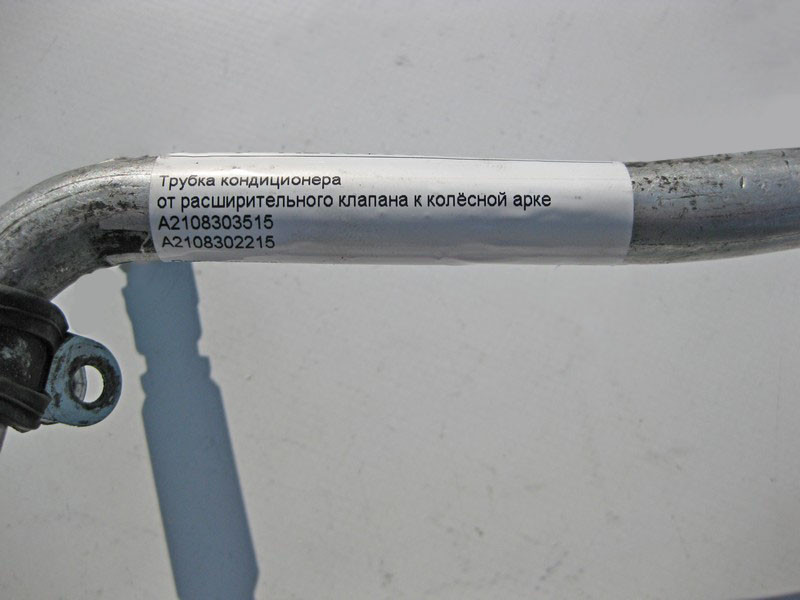 Трубка кондиционера
от расширительного клапана к колёсной арке
A2108303515
A2108302215